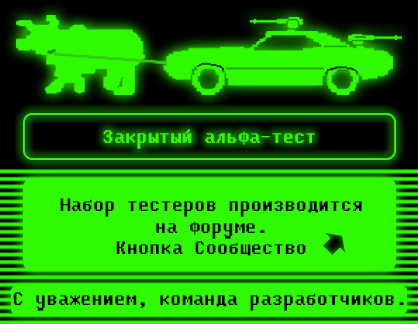 Закрытый альфа-тест
Набор тестеров производится
на форуме.
Кнопка Сообщество
С уважением, команда разработчиков.